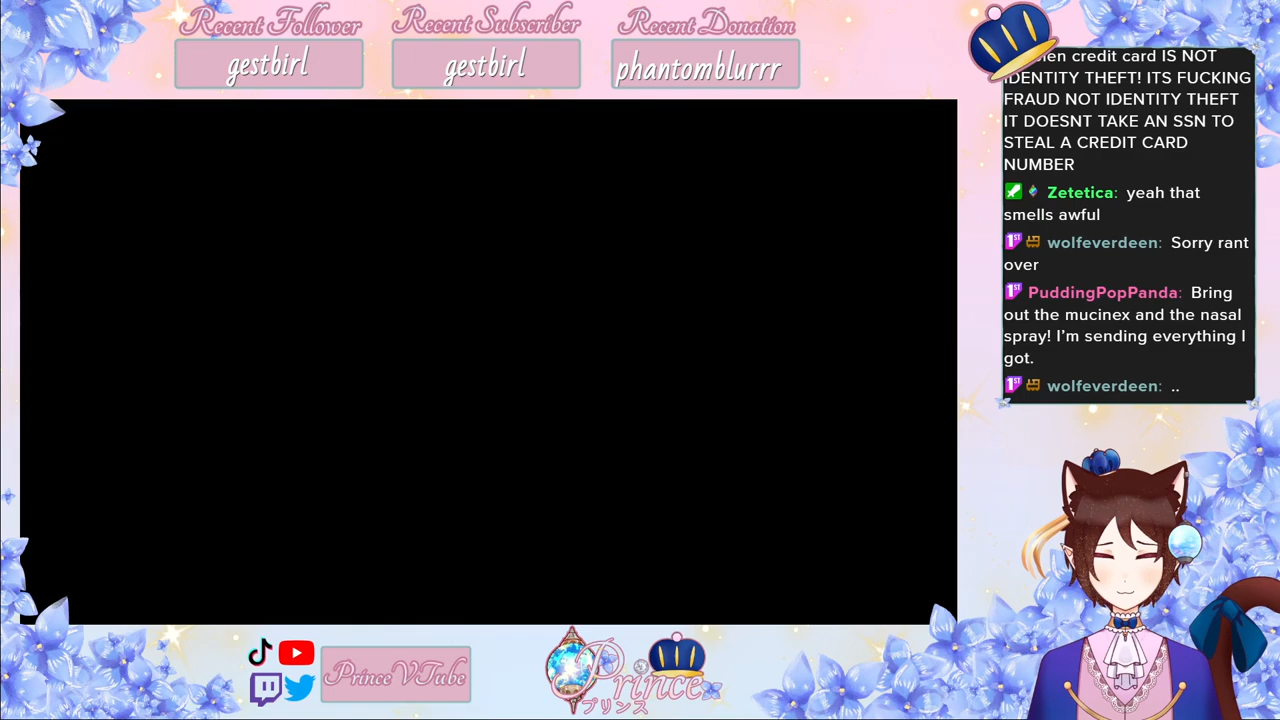 Recent Follower
Recent Subscriber
Recent Donation
gestbirl
gestbirl
phantomblurrr
credit card IS NOT
IDENTITY THEFT! ITS FUCKING
FRAUD NOT IDENTITY THEFT
IT DOESNT TAKE AN SSN TO
STEAL A CREDIT CARD
NUMBER
Zetetica: yeah that
smells awful
1ST wolfeverdeen: Sorry rant
over
1ST PuddingPopPanda: Bring
out the mucinex and the nasal
spray! I'm sending everything I
got.
1ST wolfeverdeen: ..
Prince VTube
Prince
プリンス